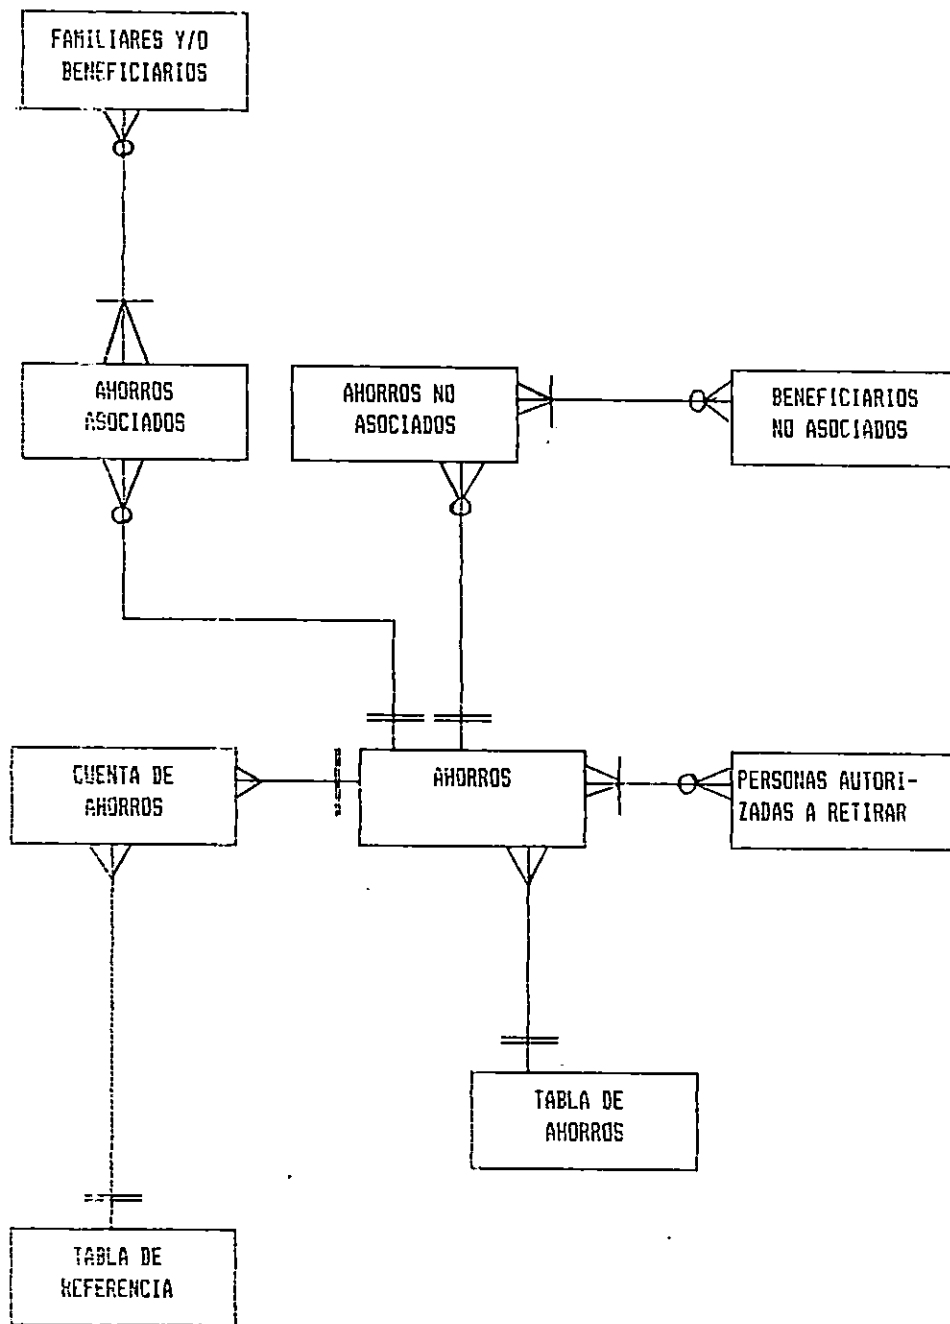 FAMILIARES Y/O
BENEFICIARIOS
AHORROS
ASOCIADOS
AHORROS NO
ASOCIADOS
BENEFICIARIOS
NO ASOCIADOS
CUENTA DE
AHORROS
AHORROS
PERSONAS AUTORI-
ZADAS A RETIRAR
TABLA DE
AHORROS
TABLA DE
REFERENCIA